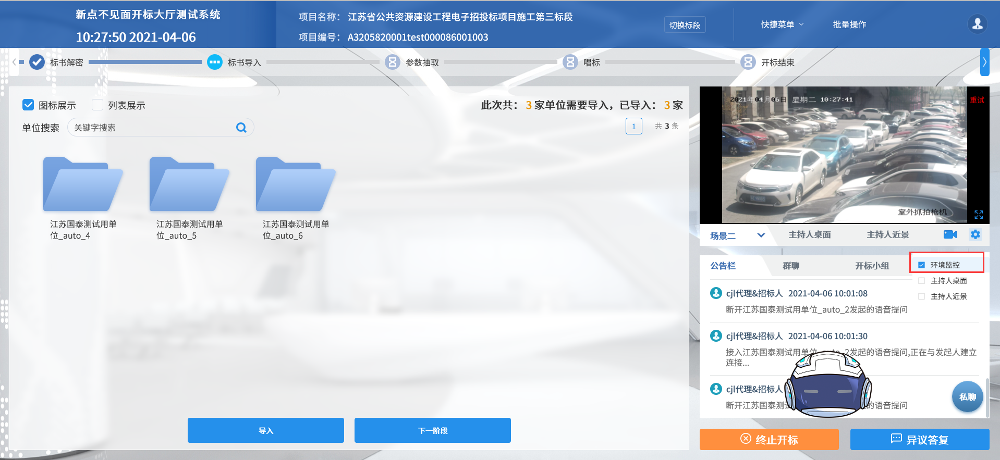 新点不见面开标大厅测试系统
10:27:50 2021-04-06
项目名称： 江苏省公共资源建设工程电子招投标项目施工第三标段
项目编号： A3205820001test000086001003
切换标段
快捷菜单
批量操作
标书解密
标书导入
参数抽取
唱标
开标结束
图标展示
列表展示
此次共： 3 家单位需要导入，已导入： 3 家
单位搜索
关键字搜索
1
共 3 条
江苏国泰测试用单
位_auto_4
江苏国泰测试用单
位_auto_5
江苏国泰测试用单
位_auto_6
导入
下一阶段
2021年04月06日 星期二 10:27:41
重试
室外抓拍枪机
场景二
主持人桌面
主持人近景
公告栏
群聊
开标小组
环境监控
主持人桌面
主持人近景
cjl代理&招标人 2021-04-06 10:01:08
断开江苏国泰测试用单位_auto_2发起的语音提问
cjl代理&招标人 2021-04-06 10:01:30
接入江苏国泰测试用单位_auto_2发起的语音提问,正在与发起人建立
连接...
cjl代理&招标人
断开江苏国泰测试 的语音提问
私聊
终止开标
异议答复